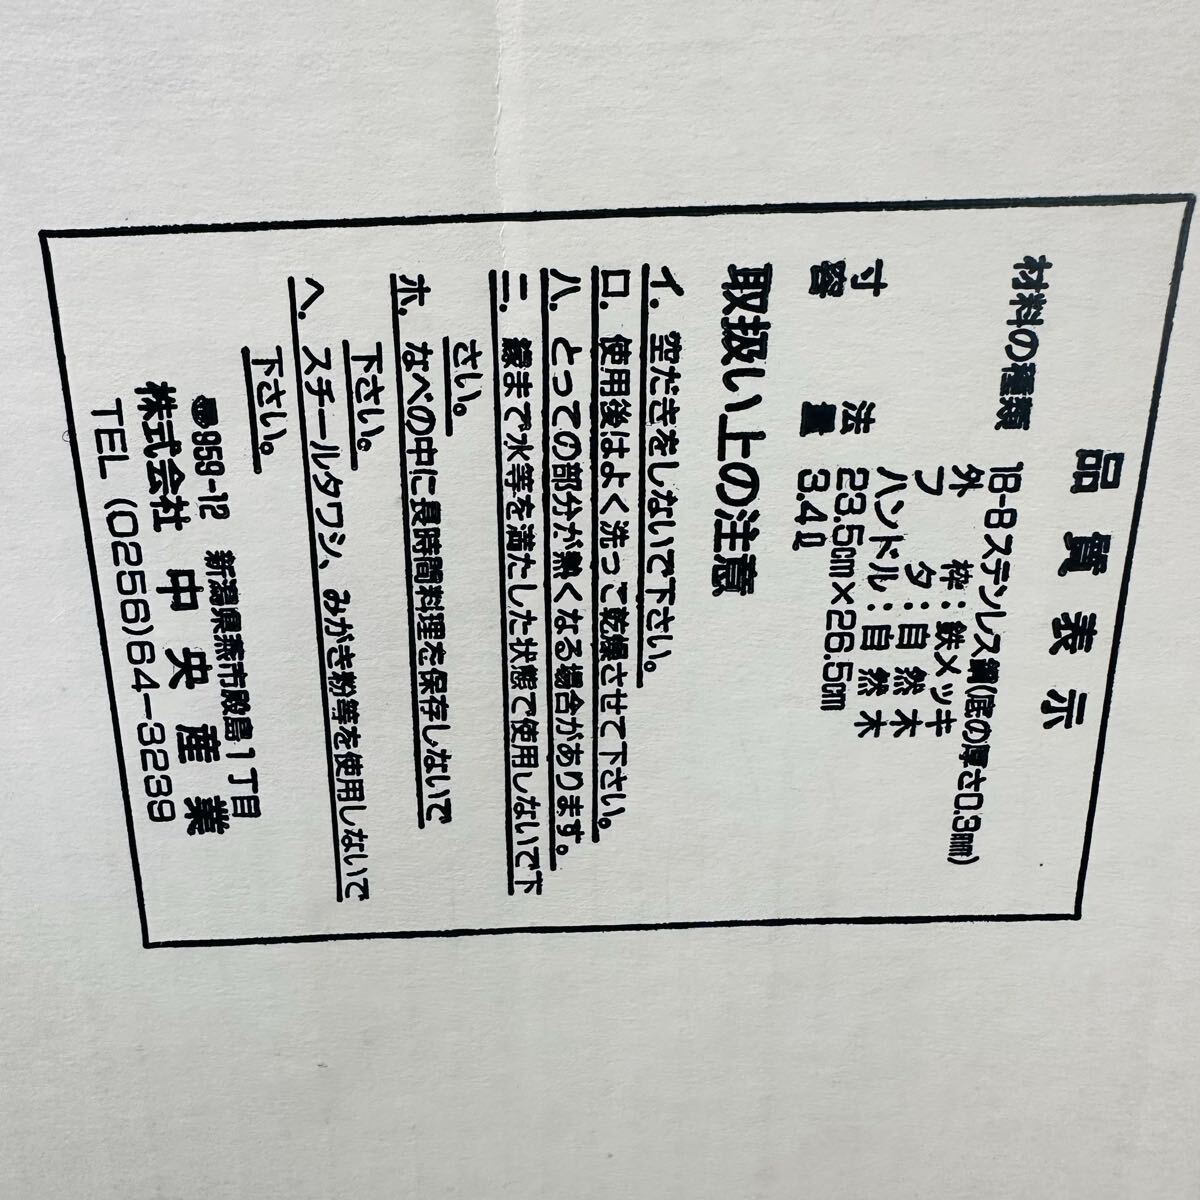 品質表示
材料の種類 18-8ステンレス鋼(底の厚さ0.3mm)
外枠：鉄メッキ
フタ：自然木
ハンドル：自然木
寸法 23.5cm×26.5cm
容量 3.4ℓ
取扱い上の注意
イ. 空だきをしないで下さい。
ロ. 使用後はよく洗って乾燥させて下さい。
ハ. とっての部分が熱くなる場合があります。
ニ. 縁まで水等を満たした状態で使用しないで下
さい。
ホ. なべの中に長時間料理を保存しないで
下さい。
ヘ. スチールタワシ、みがき粉等を使用しないで
下さい。
〒959-12 新潟県燕市殿島1丁目
株式会社 中央産業
TEL (0256)64-3239